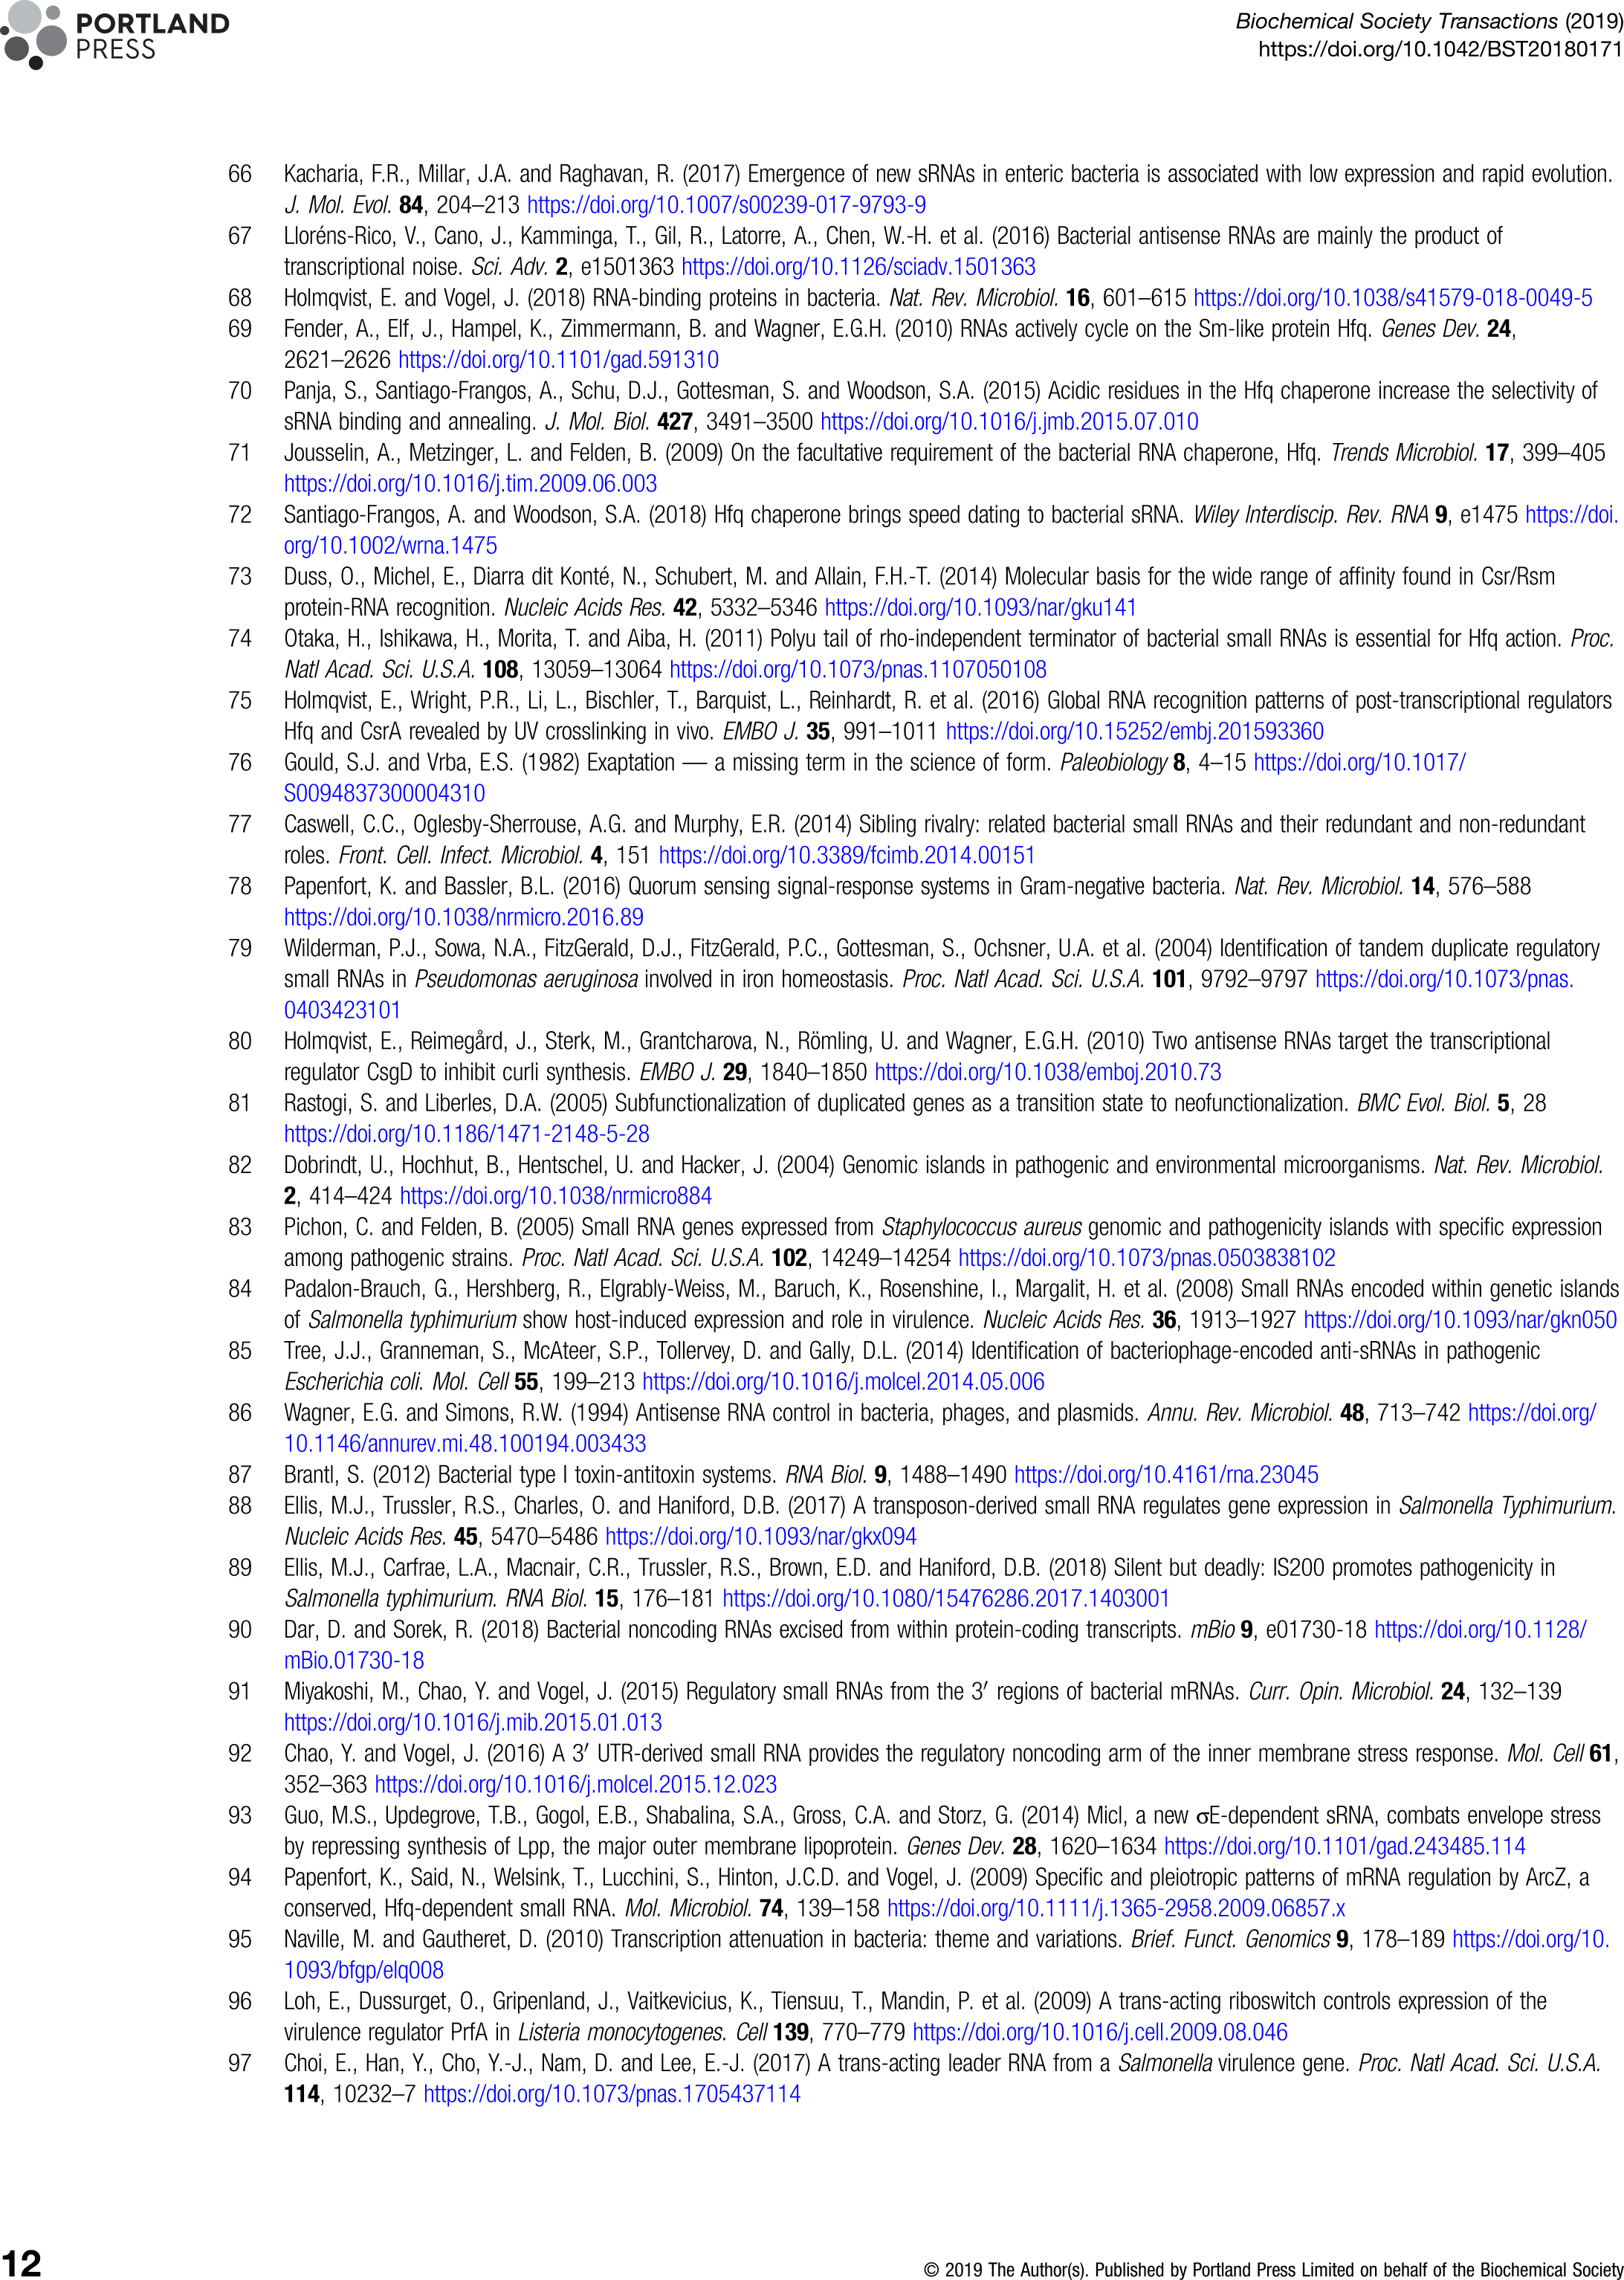 PORTLAND
PRESS
Biochemical Society Transactions (2019)
https://doi.org/10.1042/BST20180171
66 Kacharia, F.R., Millar, J.A. and Raghavan, R. (2017) Emergence of new sRNAs in enteric bacteria is associated with low expression and rapid evolution.
J. Mol. Evol. 84, 204–213 https://doi.org/10.1007/s00239-017-9793-9
67 Lloréns-Rico, V., Cano, J., Kamminga, T., Gil, R., Latorre, A., Chen, W.-H. et al. (2016) Bacterial antisense RNAs are mainly the product of
transcriptional noise. Sci. Adv. 2, e1501363 https://doi.org/10.1126/sciadv.1501363
68 Holmqvist, E. and Vogel, J. (2018) RNA-binding proteins in bacteria. Nat. Rev. Microbiol. 16, 601–615 https://doi.org/10.1038/s41579-018-0049-5
69 Fender, A., Elf, J., Hampel, K., Zimmermann, B. and Wagner, E.G.H. (2010) RNAs actively cycle on the Sm-like protein Hfq. Genes Dev. 24,
2621–2626 https://doi.org/10.1101/gad.591310
70 Panja, S., Santiago-Frangos, A., Schu, D.J., Gottesman, S. and Woodson, S.A. (2015) Acidic residues in the Hfq chaperone increase the selectivity of
sRNA binding and annealing. J. Mol. Biol. 427, 3491–3500 https://doi.org/10.1016/j.jmb.2015.07.010
71 Jousselin, A., Metzinger, L. and Felden, B. (2009) On the facultative requirement of the bacterial RNA chaperone, Hfq. Trends Microbiol. 17, 399–405
https://doi.org/10.1016/j.tim.2009.06.003
72 Santiago-Frangos, A. and Woodson, S.A. (2018) Hfq chaperone brings speed dating to bacterial sRNA. Wiley Interdiscip. Rev. RNA 9, e1475 https://doi.
org/10.1002/wrna.1475
73 Duss, O., Michel, E., Diarra dit Konté, N., Schubert, M. and Allain, F.H.-T. (2014) Molecular basis for the wide range of affinity found in Csr/Rsm
protein-RNA recognition. Nucleic Acids Res. 42, 5332–5346 https://doi.org/10.1093/nar/gku141
74 Otaka, H., Ishikawa, H., Morita, T. and Aiba, H. (2011) Polyu tail of rho-independent terminator of bacterial small RNAs is essential for Hfq action. Proc.
Natl Acad. Sci. U.S.A. 108, 13059–13064 https://doi.org/10.1073/pnas.1107050108
75 Holmqvist, E., Wright, P.R., Li, L., Bischler, T., Barquist, L., Reinhardt, R. et al. (2016) Global RNA recognition patterns of post-transcriptional regulators
Hfq and CsrA revealed by UV crosslinking in vivo. EMBO J. 35, 991–1011 https://doi.org/10.15252/embj.201593360
76 Gould, S.J. and Vrba, E.S. (1982) Exaptation — a missing term in the science of form. Paleobiology 8, 4–15 https://doi.org/10.1017/
S0094837300004310
77 Caswell, C.C., Oglesby-Sherrouse, A.G. and Murphy, E.R. (2014) Sibling rivalry: related bacterial small RNAs and their redundant and non-redundant
roles. Front. Cell. Infect. Microbiol. 4, 151 https://doi.org/10.3389/fcimb.2014.00151
78 Papenfort, K. and Bassler, B.L. (2016) Quorum sensing signal-response systems in Gram-negative bacteria. Nat. Rev. Microbiol. 14, 576–588
https://doi.org/10.1038/nrmicro.2016.89
79 Wilderman, P.J., Sowa, N.A., FitzGerald, D.J., FitzGerald, P.C., Gottesman, S., Ochsner, U.A. et al. (2004) Identification of tandem duplicate regulatory
small RNAs in Pseudomonas aeruginosa involved in iron homeostasis. Proc. Natl Acad. Sci. U.S.A. 101, 9792–9797 https://doi.org/10.1073/pnas.
0403423101
80 Holmqvist, E., Reimegård, J., Sterk, M., Grantcharova, N., Römling, U. and Wagner, E.G.H. (2010) Two antisense RNAs target the transcriptional
regulator CsgD to inhibit curli synthesis. EMBO J. 29, 1840–1850 https://doi.org/10.1038/emboj.2010.73
81 Rastogi, S. and Liberles, D.A. (2005) Subfunctionalization of duplicated genes as a transition state to neofunctionalization. BMC Evol. Biol. 5, 28
https://doi.org/10.1186/1471-2148-5-28
82 Dobrindt, U., Hochhut, B., Hentschel, U. and Hacker, J. (2004) Genomic islands in pathogenic and environmental microorganisms. Nat. Rev. Microbiol.
2, 414–424 https://doi.org/10.1038/nrmicro884
83 Pichon, C. and Felden, B. (2005) Small RNA genes expressed from Staphylococcus aureus genomic and pathogenicity islands with specific expression
among pathogenic strains. Proc. Natl Acad. Sci. U.S.A. 102, 14249–14254 https://doi.org/10.1073/pnas.0503838102
84 Padalon-Brauch, G., Hershberg, R., Elgrably-Weiss, M., Baruch, K., Rosenshine, I., Margalit, H. et al. (2008) Small RNAs encoded within genetic islands
of Salmonella typhimurium show host-induced expression and role in virulence. Nucleic Acids Res. 36, 1913–1927 https://doi.org/10.1093/nar/gkn050
85 Tree, J.J., Granneman, S., McAteer, S.P., Tollervey, D. and Gally, D.L. (2014) Identification of bacteriophage-encoded anti-sRNAs in pathogenic
Escherichia coli. Mol. Cell 55, 199–213 https://doi.org/10.1016/j.molcel.2014.05.006
86 Wagner, E.G. and Simons, R.W. (1994) Antisense RNA control in bacteria, phages, and plasmids. Annu. Rev. Microbiol. 48, 713–742 https://doi.org/
10.1146/annurev.mi.48.100194.003433
87 Brantl, S. (2012) Bacterial type I toxin-antitoxin systems. RNA Biol. 9, 1488–1490 https://doi.org/10.4161/rna.23045
88 Ellis, M.J., Trussler, R.S., Charles, O. and Haniford, D.B. (2017) A transposon-derived small RNA regulates gene expression in Salmonella Typhimurium.
Nucleic Acids Res. 45, 5470–5486 https://doi.org/10.1093/nar/gkx094
89 Ellis, M.J., Carfrae, L.A., Macnair, C.R., Trussler, R.S., Brown, E.D. and Haniford, D.B. (2018) Silent but deadly: IS200 promotes pathogenicity in
Salmonella typhimurium. RNA Biol. 15, 176–181 https://doi.org/10.1080/15476286.2017.1403001
90 Dar, D. and Sorek, R. (2018) Bacterial noncoding RNAs excised from within protein-coding transcripts. mBio 9, e01730-18 https://doi.org/10.1128/
mBio.01730-18
91 Miyakoshi, M., Chao, Y. and Vogel, J. (2015) Regulatory small RNAs from the 3′ regions of bacterial mRNAs. Curr. Opin. Microbiol. 24, 132–139
https://doi.org/10.1016/j.mib.2015.01.013
92 Chao, Y. and Vogel, J. (2016) A 3′ UTR-derived small RNA provides the regulatory noncoding arm of the inner membrane stress response. Mol. Cell 61,
352–363 https://doi.org/10.1016/j.molcel.2015.12.023
93 Guo, M.S., Updegrove, T.B., Gogol, E.B., Shabalina, S.A., Gross, C.A. and Storz, G. (2014) Micl, a new σE-dependent sRNA, combats envelope stress
by repressing synthesis of Lpp, the major outer membrane lipoprotein. Genes Dev. 28, 1620–1634 https://doi.org/10.1101/gad.243485.114
94 Papenfort, K., Said, N., Welsink, T., Lucchini, S., Hinton, J.C.D. and Vogel, J. (2009) Specific and pleiotropic patterns of mRNA regulation by ArcZ, a
conserved, Hfq-dependent small RNA. Mol. Microbiol. 74, 139–158 https://doi.org/10.1111/j.1365-2958.2009.06857.x
95 Naville, M. and Gautheret, D. (2010) Transcription attenuation in bacteria: theme and variations. Brief. Funct. Genomics 9, 178–189 https://doi.org/10.
1093/bfgp/elq008
96 Loh, E., Dussurget, O., Gripenland, J., Vaitkevicius, K., Tiensuu, T., Mandin, P. et al. (2009) A trans-acting riboswitch controls expression of the
virulence regulator PrfA in Listeria monocytogenes. Cell 139, 770–779 https://doi.org/10.1016/j.cell.2009.08.046
97 Choi, E., Han, Y., Cho, Y.-J., Nam, D. and Lee, E.-J. (2017) A trans-acting leader RNA from a Salmonella virulence gene. Proc. Natl Acad. Sci. U.S.A.
114, 10232–7 https://doi.org/10.1073/pnas.1705437114
12
© 2019 The Author(s). Published by Portland Press Limited on behalf of the Biochemical Society